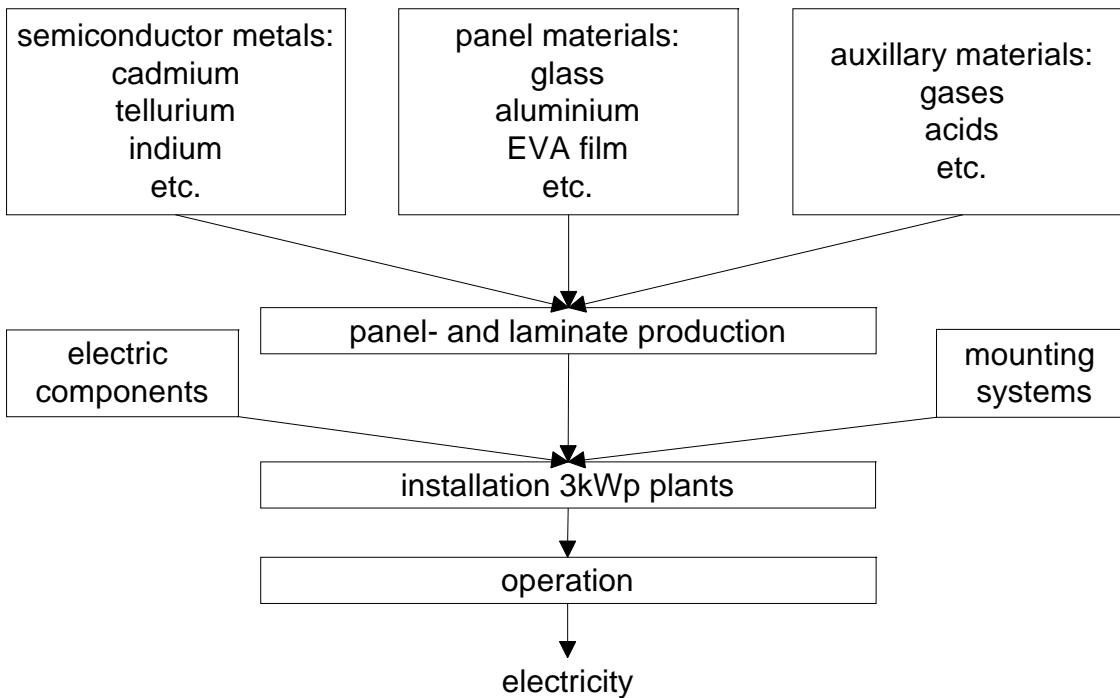 semiconductor metals:
cadmium
tellurium
indium
etc.
panel materials:
glass
aluminium
EVA film
etc.
auxillary materials:
gases
acids
etc.
panel- and laminate production
electric
components
mounting
systems
installation 3kWp plants
operation
electricity